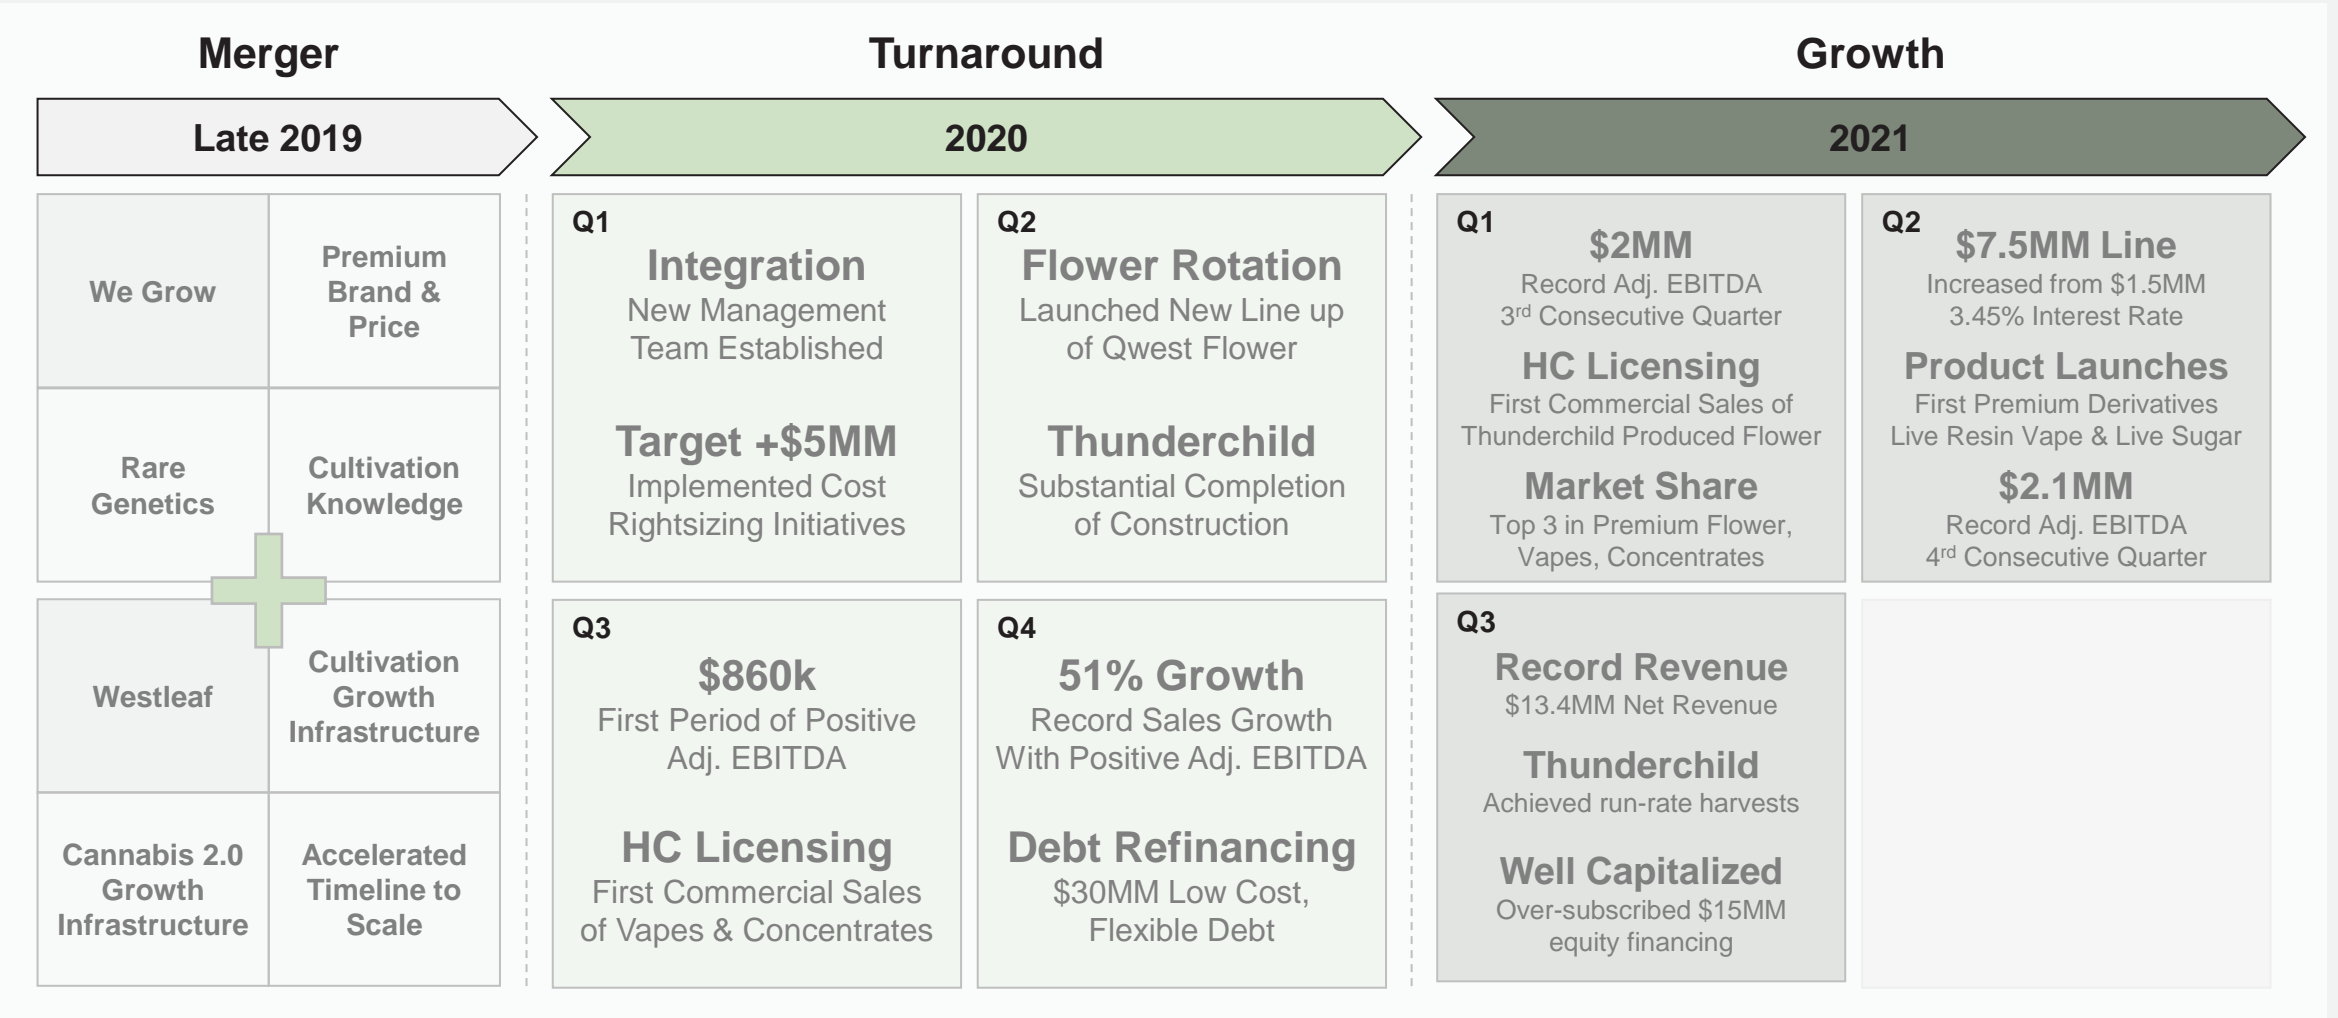 Merger
Late 2019
We Grow
Premium
Brand &
Price
Rare
Genetics
Cultivation
Knowledge
Westleaf
Cultivation
Growth
Infrastructure
Cannabis 2.0
Growth
Infrastructure
Accelerated
Timeline to
Scale
Turnaround
2020
Q1
Integration
New Management
Team Established
Target +$5MM
Implemented Cost
Rightsizing Initiatives
Q2
Flower Rotation
Launched New Line up
of Qwest Flower
Thunderchild
Substantial Completion
of Construction
Q3
$860k
First Period of Positive
Adj. EBITDA
HC Licensing
First Commercial Sales
of Vapes & Concentrates
Q4
51% Growth
Record Sales Growth
With Positive Adj. EBITDA
Debt Refinancing
$30MM Low Cost,
Flexible Debt
Growth
2021
Q1
$2MM
Record Adj. EBITDA
3rd Consecutive Quarter
HC Licensing
First Commercial Sales of
Thunderchild Produced Flower
Market Share
Top 3 in Premium Flower,
Vapes, Concentrates
Q2
$7.5MM Line
Increased from $1.5MM
3.45% Interest Rate
Product Launches
First Premium Derivatives
Live Resin Vape & Live Sugar
$2.1MM
Record Adj. EBITDA
4rd Consecutive Quarter
Q3
Record Revenue
$13.4MM Net Revenue
Thunderchild
Achieved run-rate harvests
Well Capitalized
Over-subscribed $15MM
equity financing